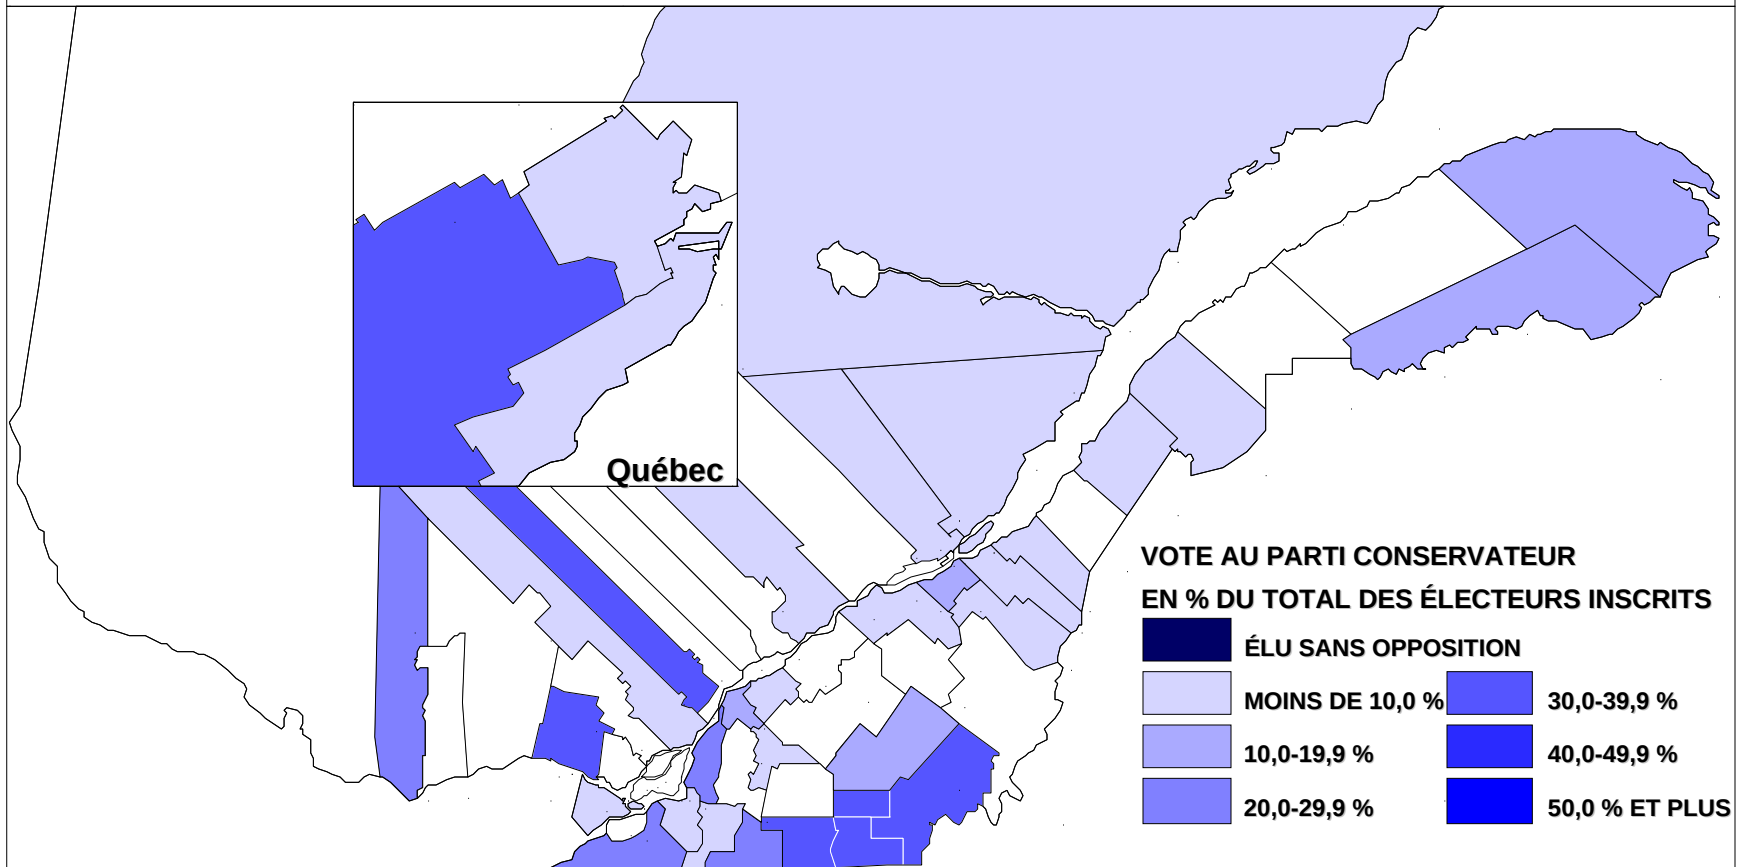 Québec
VOTE AU PARTI CONSERVATEUR
EN % DU TOTAL DES ÉLECTEURS INSCRITS
ÉLU SANS OPPOSITION
MOINS DE 10,0 %
30,0-39,9 %
10,0-19,9 %
40,0-49,9 %
20,0-29,9 %
50,0 % ET PLUS